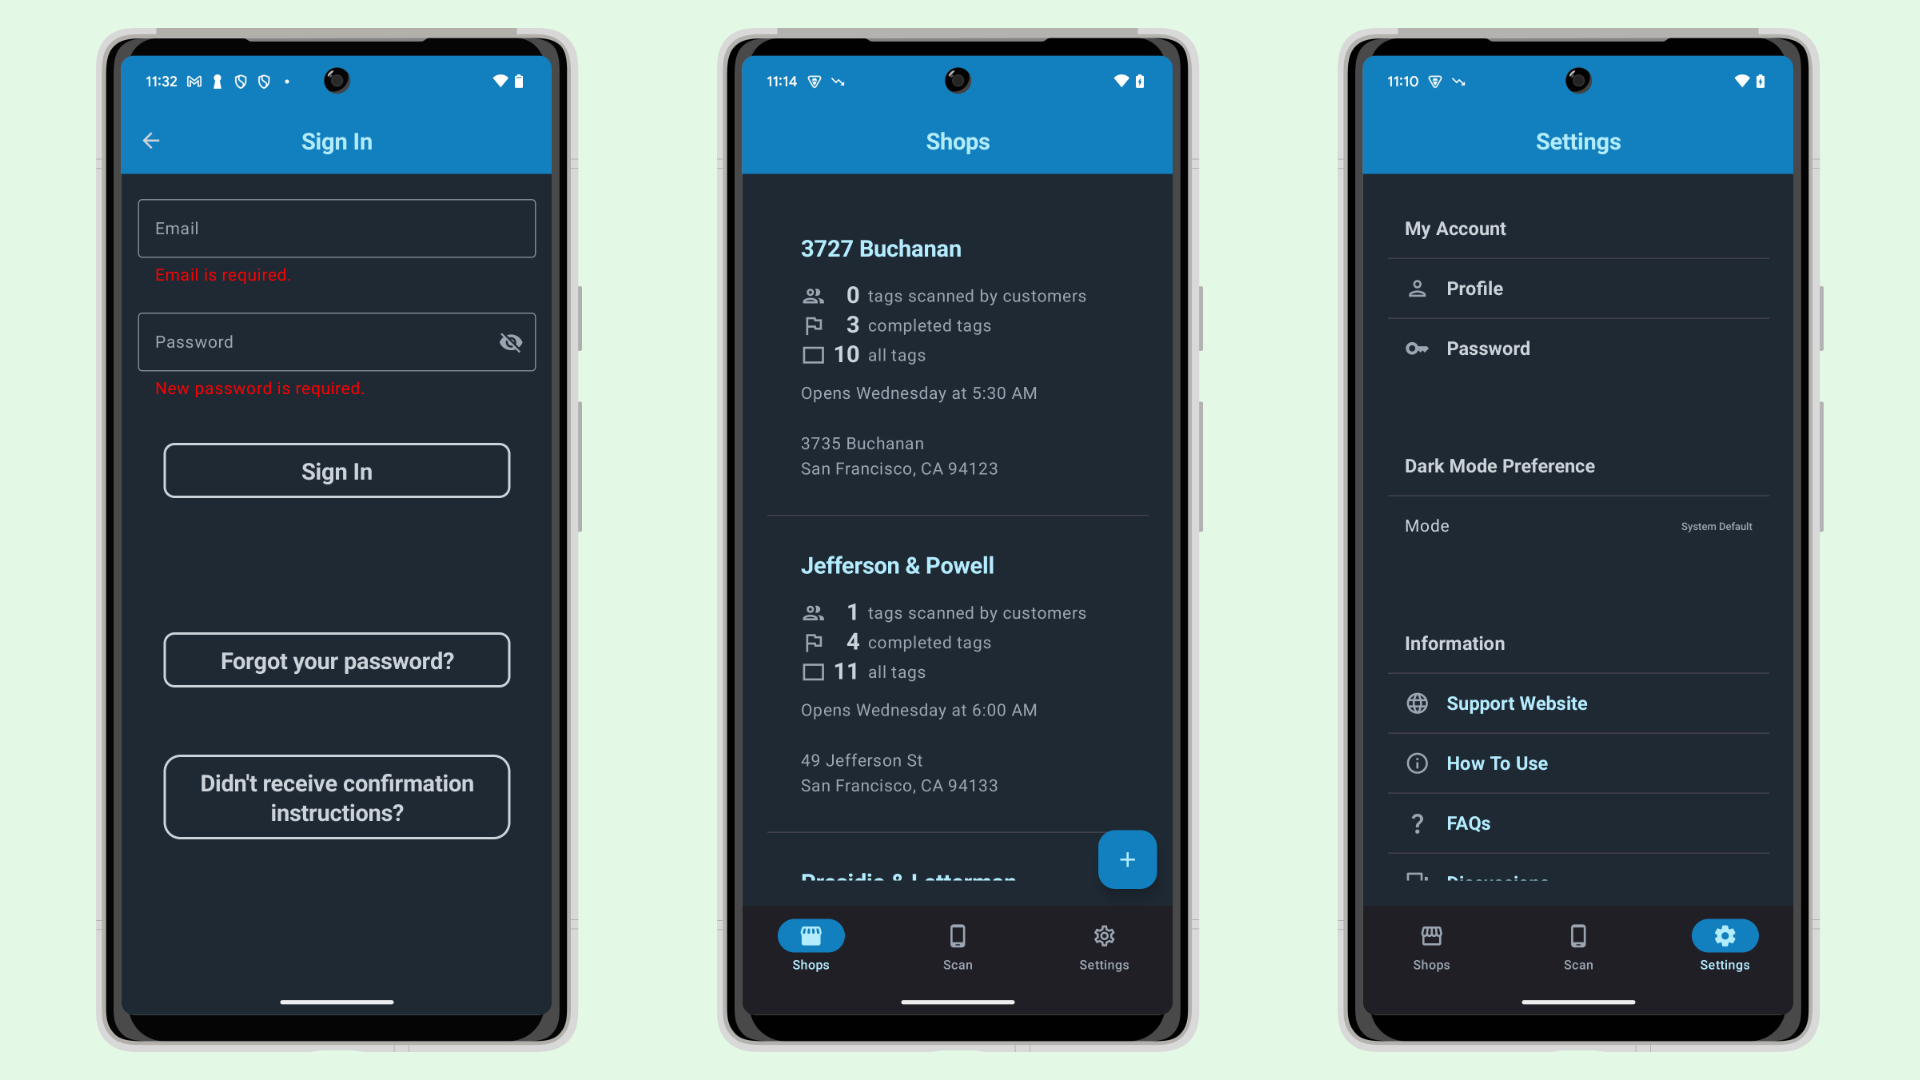 11:32
Sign In
Email
Email is required.
Password
New password is required.
Sign In
Forgot your password?
Didn't receive confirmation
instructions?
11:14
Shops
3727 Buchanan
0 tags scanned by customers
3 completed tags
10 all tags
Opens Wednesday at 5:30 AM
3735 Buchanan
San Francisco, CA 94123
Jefferson & Powell
1 tags scanned by customers
4 completed tags
11 all tags
Opens Wednesday at 6:00 AM
49 Jefferson St
San Francisco, CA 94133
Presidio & Letterman
+
Shops
Scan
Settings
11:10
Settings
My Account
Profile
Password
Dark Mode Preference
Mode
System Default
Information
Support Website
How To Use
? FAQs
Discussions
Shops
Scan
Settings